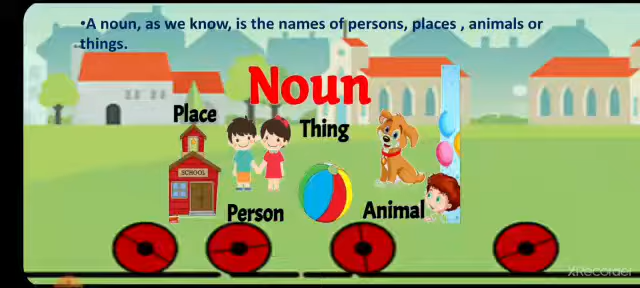 •A noun, as we know, is the names of persons, places , animals or
things.
Noun
Place
Thing
SCHOOL
Person
Animal
XRecorder